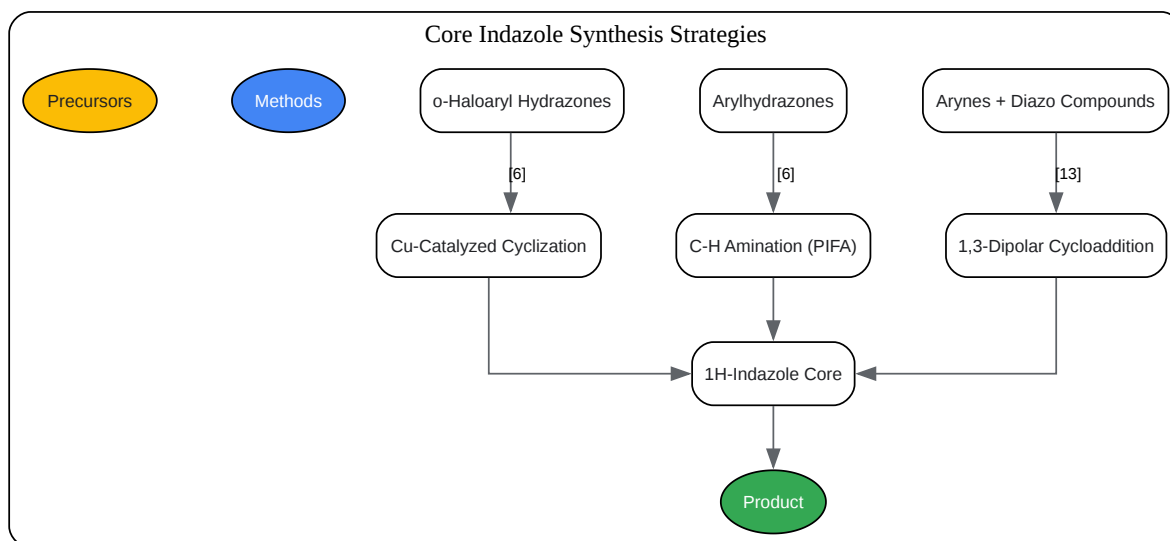 Core Indazole Synthesis Strategies
Precursors
Methods
o-Haloaryl Hydrazones
Arylhydrazones
Arynes + Diazo Compounds
[6]
[6]
[13]
Cu-Catalyzed Cyclization
C-H Amination (PIFA)
1,3-Dipolar Cycloaddition
1H-Indazole Core
Product